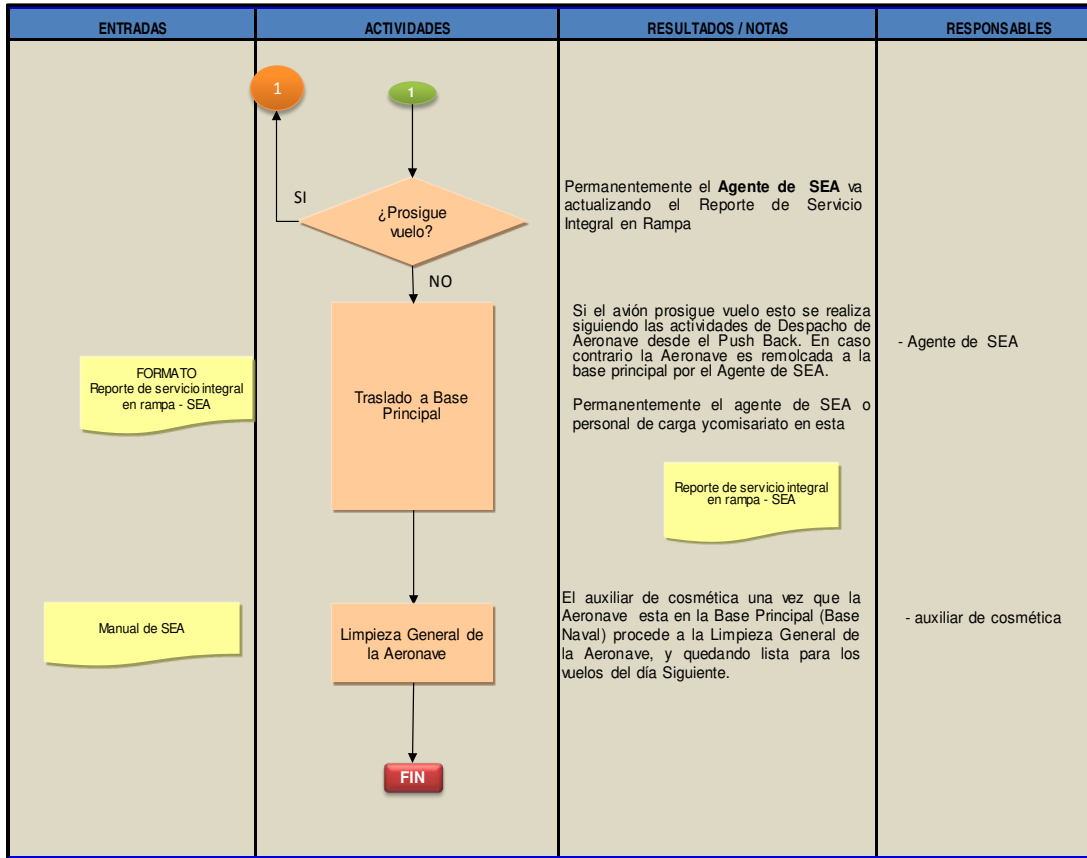 ENTRADAS
ACTIVIDADES
RESULTADOS / NOTAS
RESPONSABLES
1
1
SI
¿Prosigue
vuelo?
NO
Permanentemente el Agente de SEA va
actualizando el Reporte de Servicio
Integral en Rampa
FORMATO
Reporte de servicio integral
en rampa - SEA
Traslado a Base
Principal
Si el avión prosigue vuelo esto se realiza
siguiendo las actividades de Despacho de
Aeronave desde el Push Back. En caso
contrario la Aeronave es remolcada a la
base principal por el Agente de SEA.
Permanentemente el agente de SEA o
personal de carga ycomisariato en esta
- Agente de SEA
Reporte de servicio integral
en rampa - SEA
Manual de SEA
Limpieza General de
la Aeronave
El auxiliar de cosmética una vez que la
Aeronave esta en la Base Principal (Base
Naval) procede a la Limpieza General de
la Aeronave, y quedando lista para los
vuelos del día Siguiente.
- auxiliar de cosmética
FIN